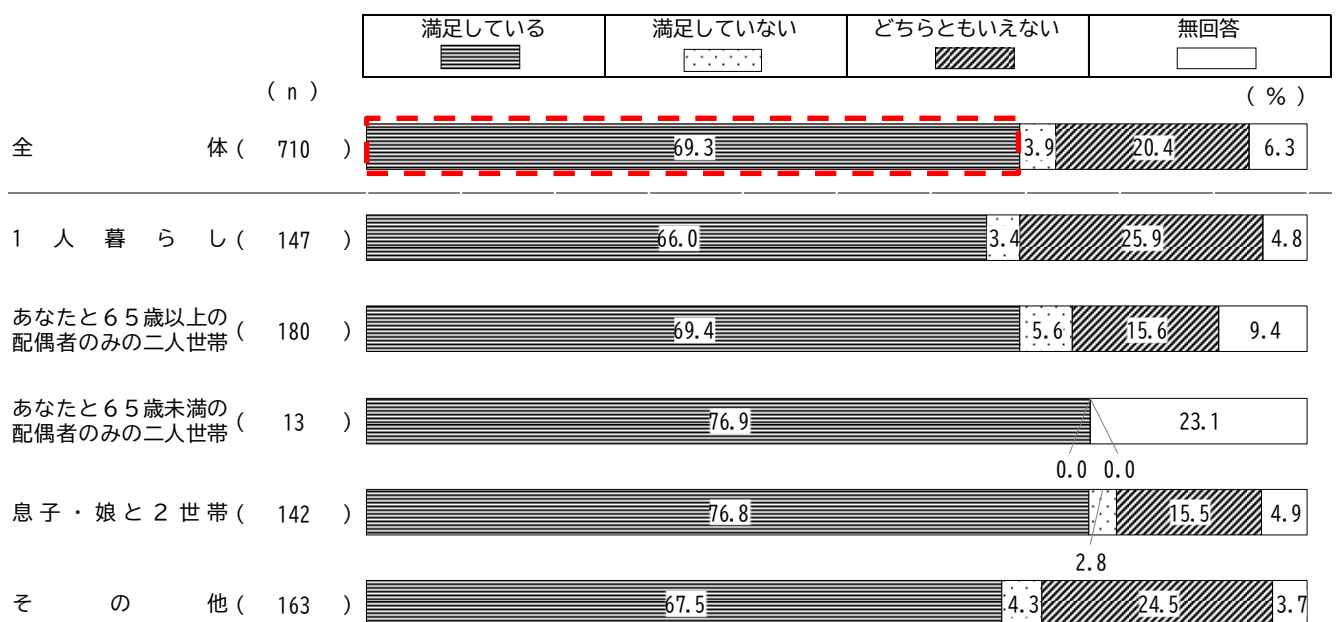 満足している 満足していない どちらともいえない 無回答
(n) (%)
全体(710) 69.3 3.9 20.4 6.3
1人暮らし(147) 66.0 3.4 25.9 4.8
あなたと65歳以上の
配偶者のみの二人世帯(180) 69.4 5.6 15.6 9.4
あなたと65歳未満の
配偶者のみの二人世帯(13) 76.9 23.1
0.0 0.0
息子・娘と2世帯(142) 76.8 15.5 4.9
2.8
その他(163) 67.5 4.3 24.5 3.7